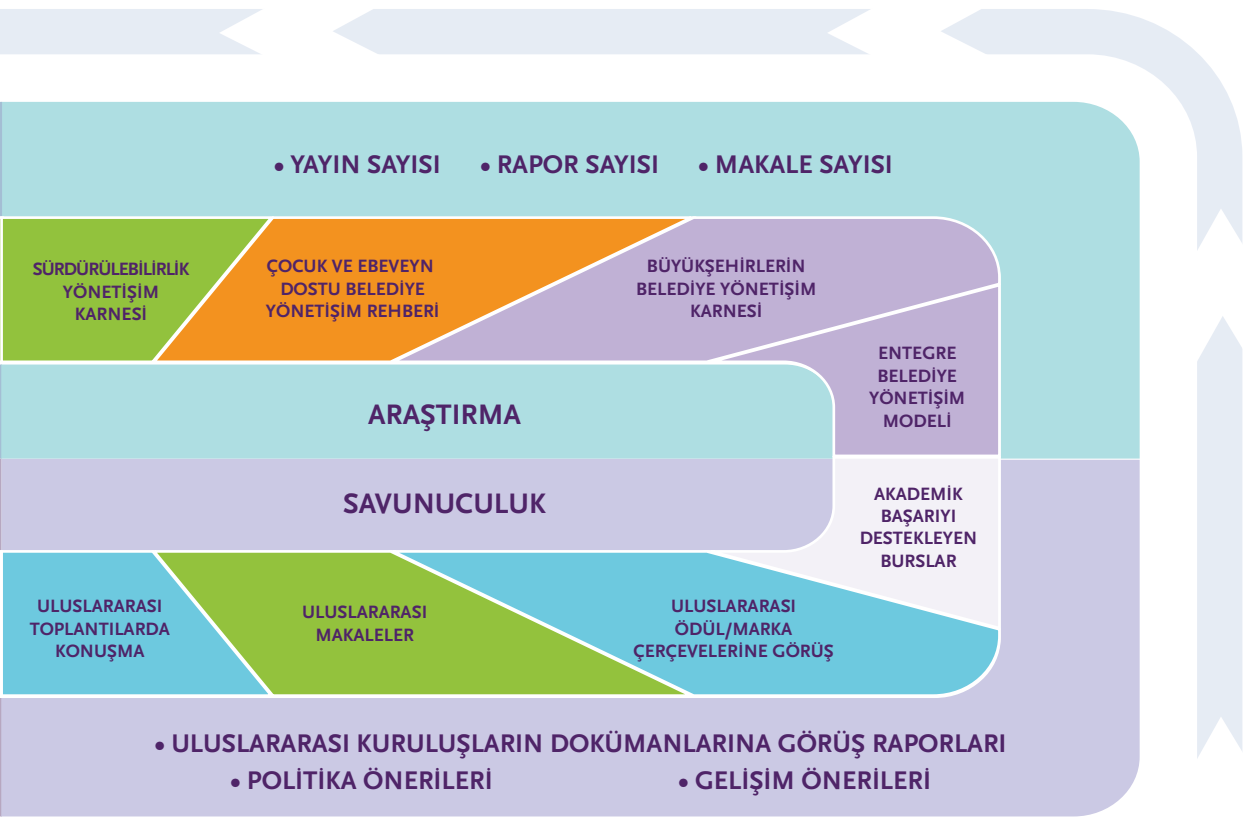 • YAYIN SAYISI • RAPOR SAYISI • MAKALE SAYISI
SÜRDÜRÜLEBİLİRLİK
YÖNETİŞİM
KARNESİ
ÇOCUK VE EBEVEYN
DOSTU BELEDİYE
YÖNETİŞİM REHBERİ
BÜYÜKŞEHİRLERİN
BELEDİYE YÖNETİŞİM
KARNESİ
ENTEGRE
BELEDİYE
YÖNETİŞİM
MODELİ
ARAŞTIRMA
SAVUNUCULUK
AKADEMİK
BAŞARIYI
DESTEKLEYEN
BURSLAR
ULUSLARARASI
TOPLANTILARDA
KONUŞMA
ULUSLARARASI
MAKALELER
ULUSLARARASI
ÖDÜL/MARKA
ÇERÇEVELERİNE GÖRÜŞ
• ULUSLARARASI KURULUŞLARIN DOKÜMANLARINA GÖRÜŞ RAPORLARI
• POLİTİKA ÖNERİLERİ • GELİŞİM ÖNERİLERİ